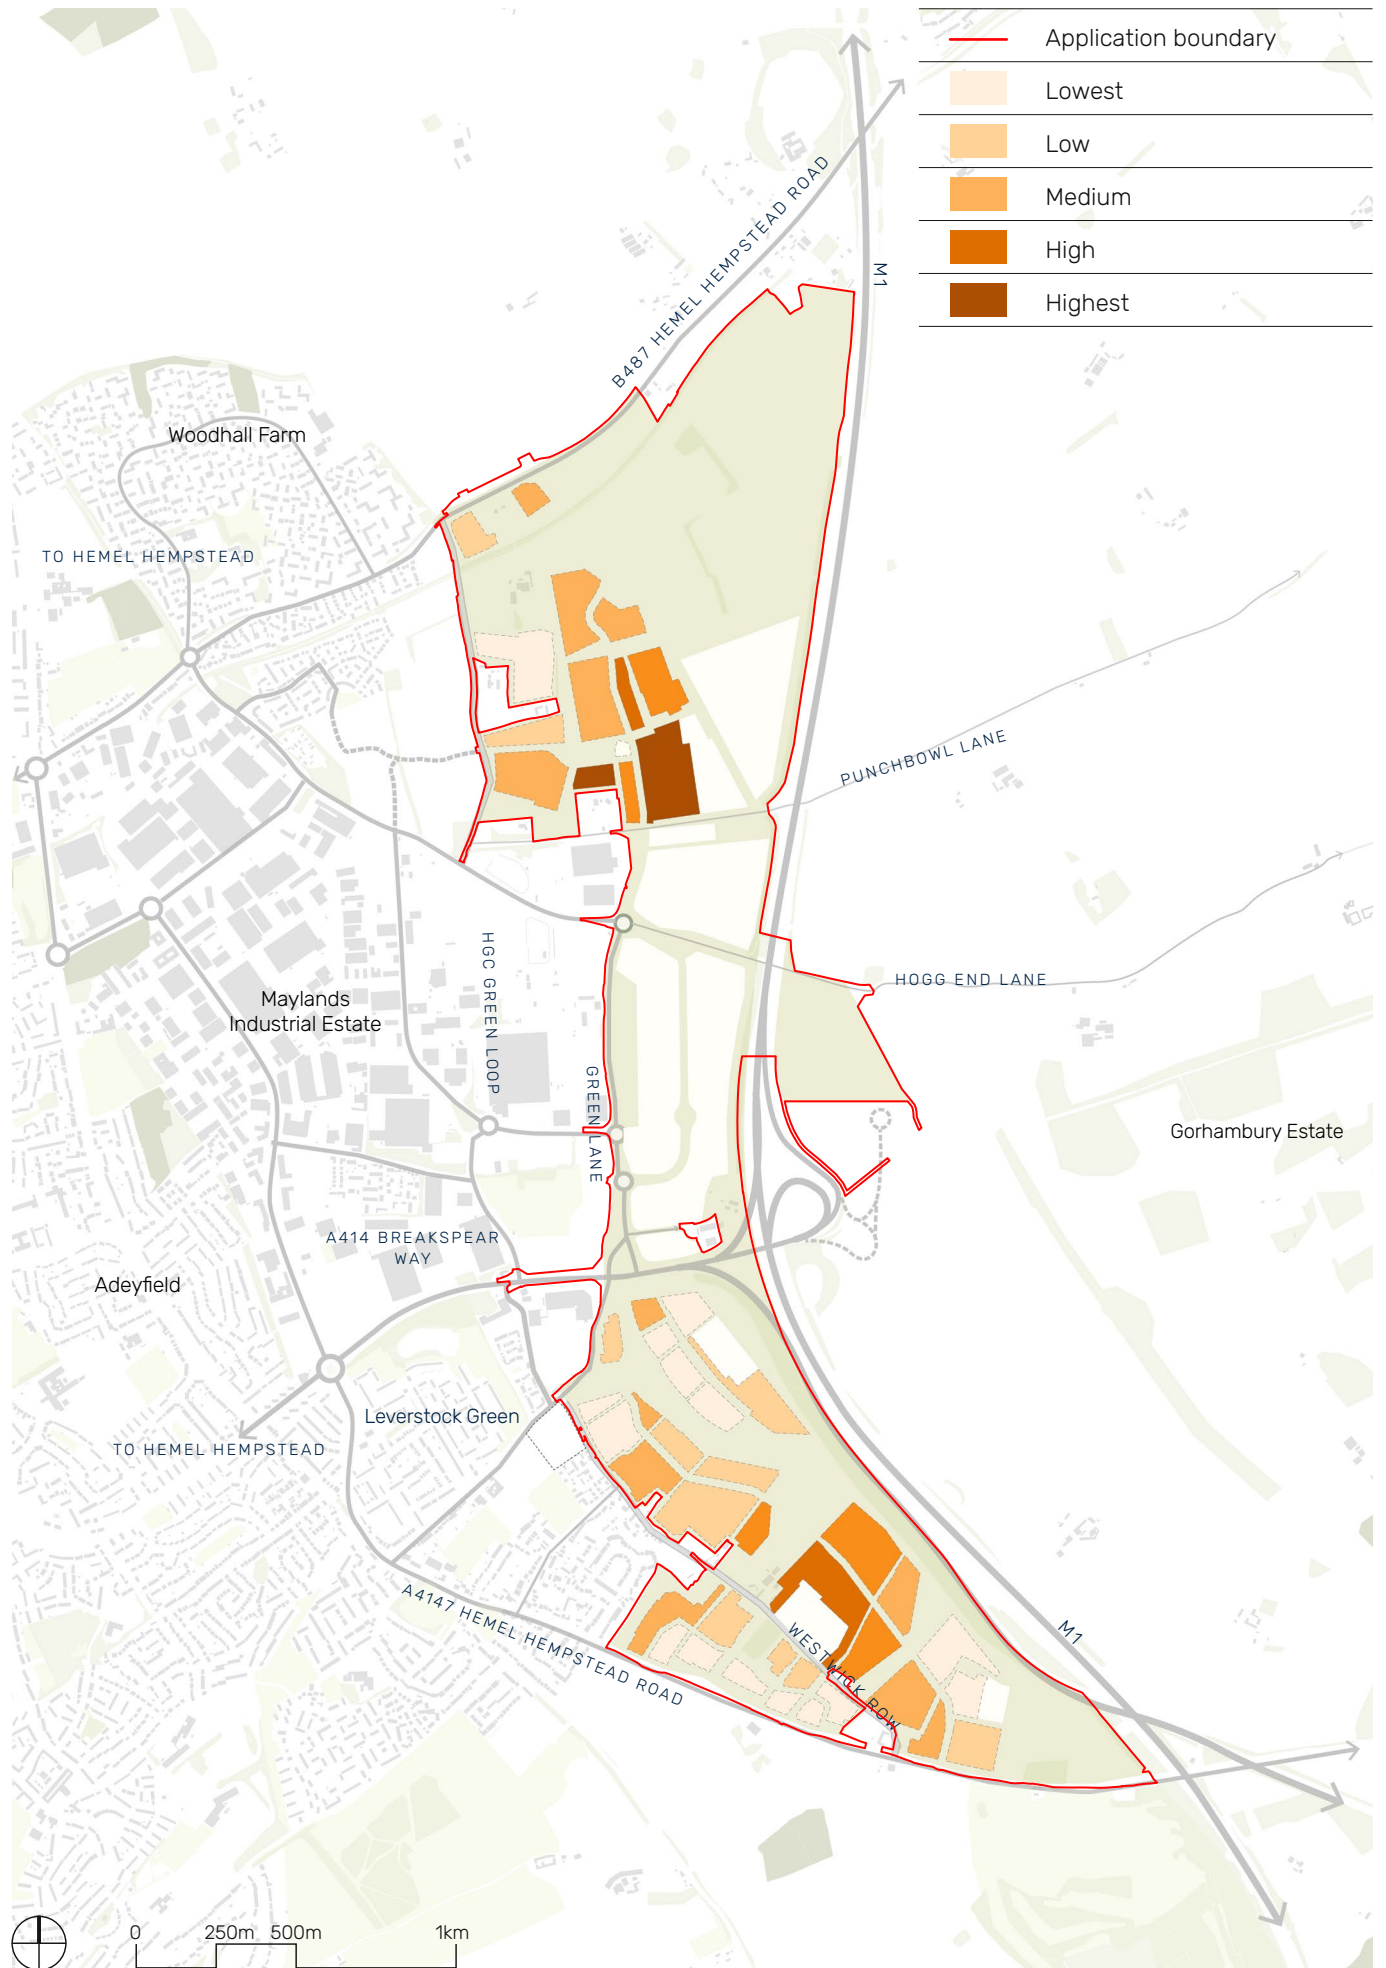 Application boundary
Lowest
Low
Medium
High
Highest
B487 HEMEL HEMPSTEAD ROAD
M1
Woodhall Farm
TO HEMEL HEMPSTEAD
PUNCHBOWL LANE
HGC GREEN LOOP
HOGG END LANE
Maylands
Industrial Estate
GREEN LANE
Gorhambury Estate
A414 BREAKSPEAR
WAY
Adeyfield
Leverstock Green
TO HEMEL HEMPSTEAD
A4147 HEMEL HEMPSTEAD ROAD
WESTWICK ROW
M1
0 250m 500m 1km